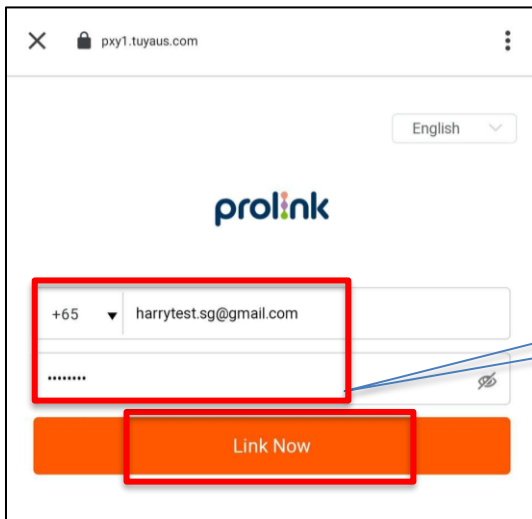 pxy1.tuyaus.com
English
prolink
+65 harrytest.sg@gmail.com
••••••••
Link Now